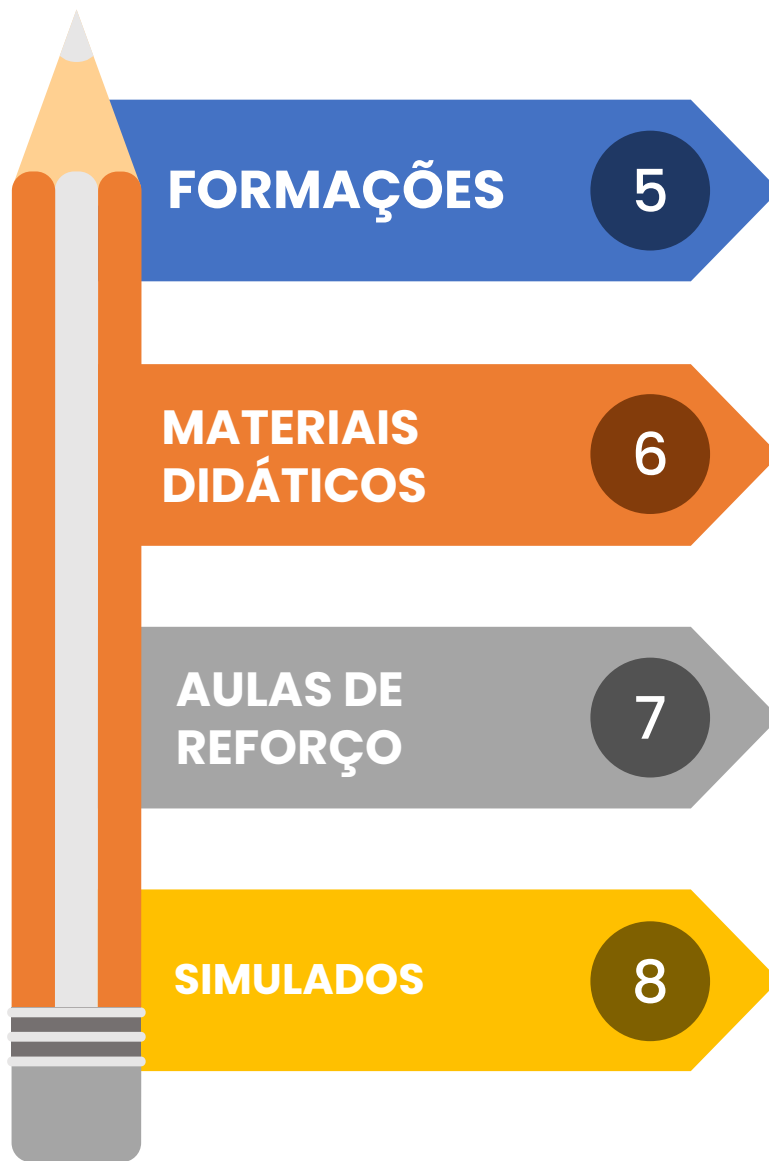 FORMAÇÕES 5
MATERIAIS
DIDÁTICOS
6
AULAS DE
REFORÇO
7
SIMULADOS 8